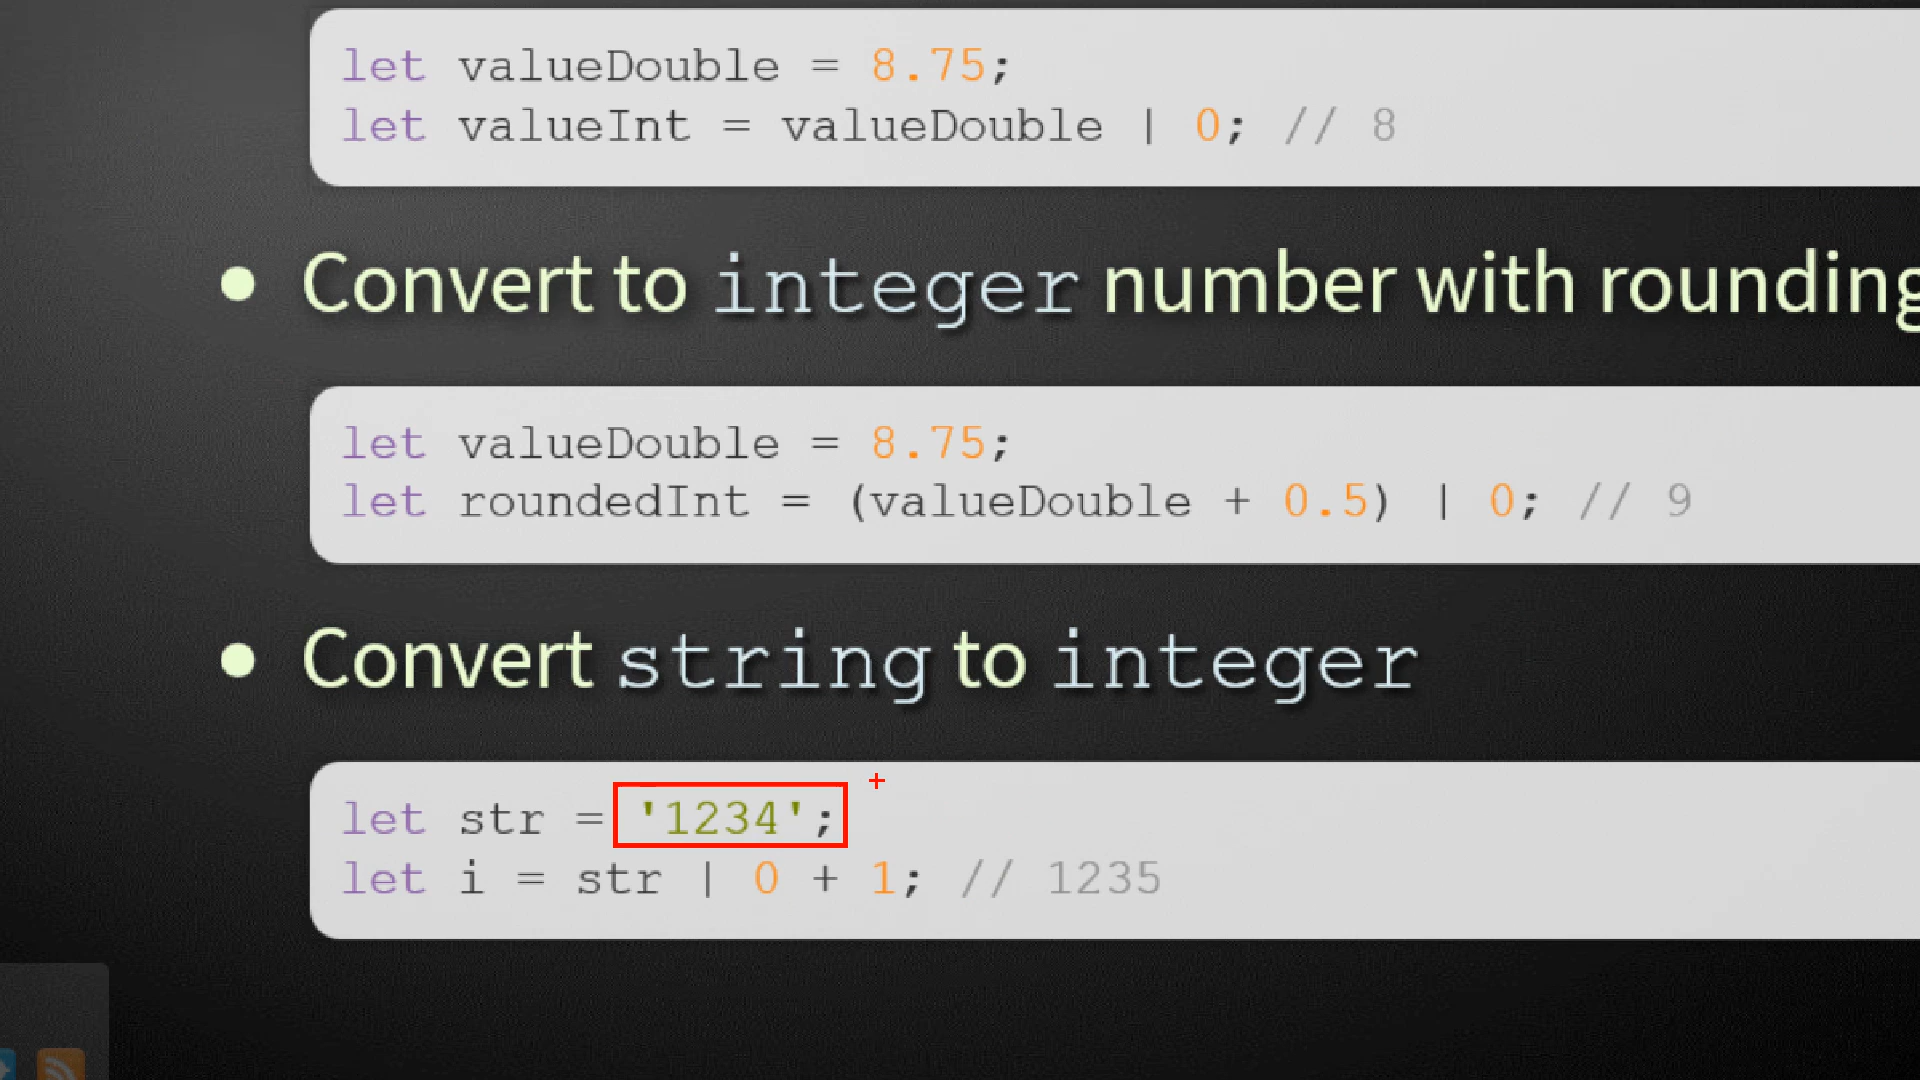 let valueDouble = 8.75;
let valueInt = valueDouble | 0; // 8
• Convert to integer number with rounding
let valueDouble = 8.75;
let roundedInt = (valueDouble + 0.5) | 0; // 9
• Convert string to integer
let str = '1234';
let i = str | 0 + 1; // 1235